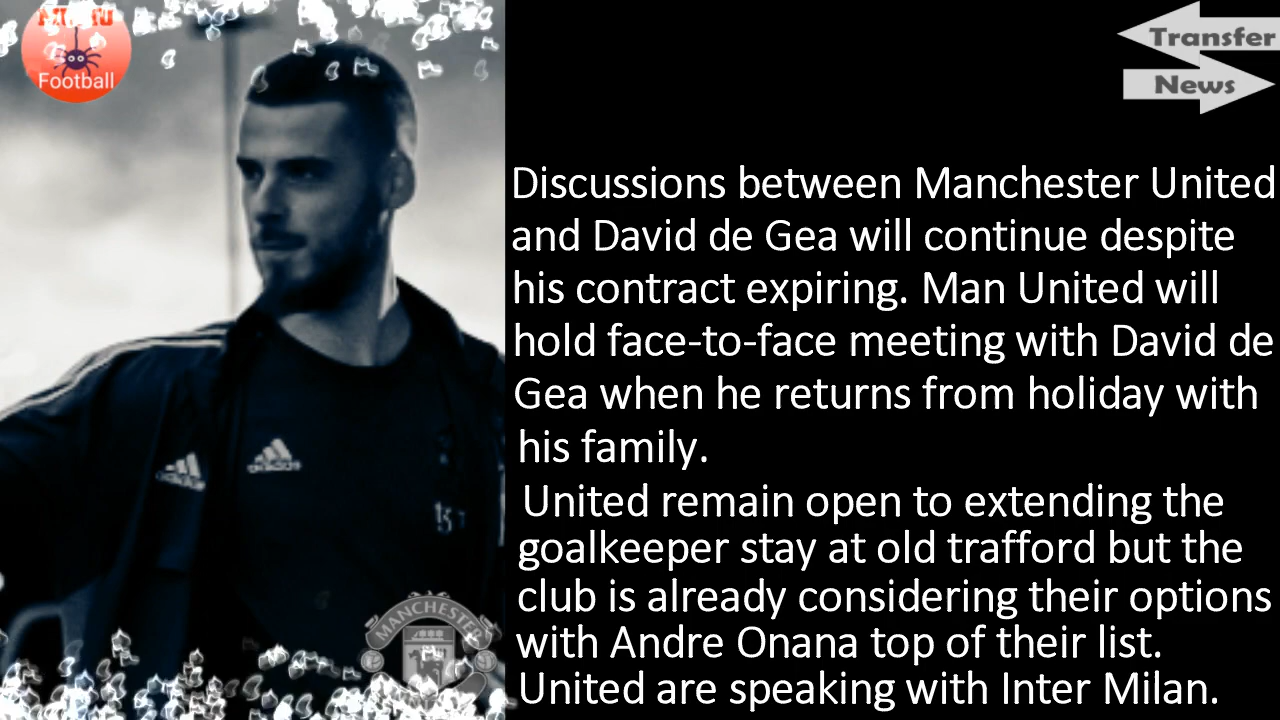 Football
Transfer
News
Discussions between Manchester United
and David de Gea will continue despite
his contract expiring. Man United will
hold face-to-face meeting with David de
Gea when he returns from holiday with
his family.
United remain open to extending the
goalkeeper stay at old trafford but the
club is already considering their options
with Andre Onana top of their list.
United are speaking with Inter Milan.
adidas
adidas
MANCHESTER